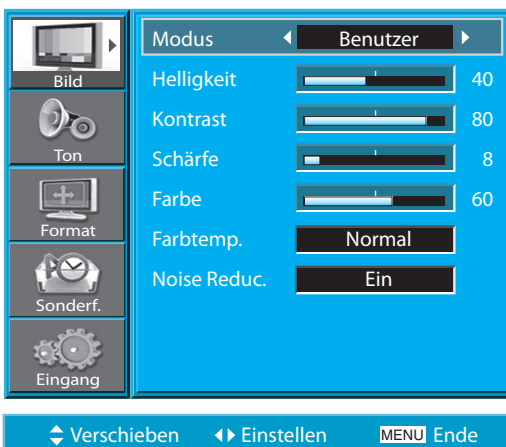 Bild
Ton
Format
Sonderf.
Eingang
Modus Benutzer
Helligkeit 40
Kontrast 80
Schärfe 8
Farbe 60
Farbtemp. Normal
Noise Reduc. Ein
Verschieben Einstellen MENU Ende